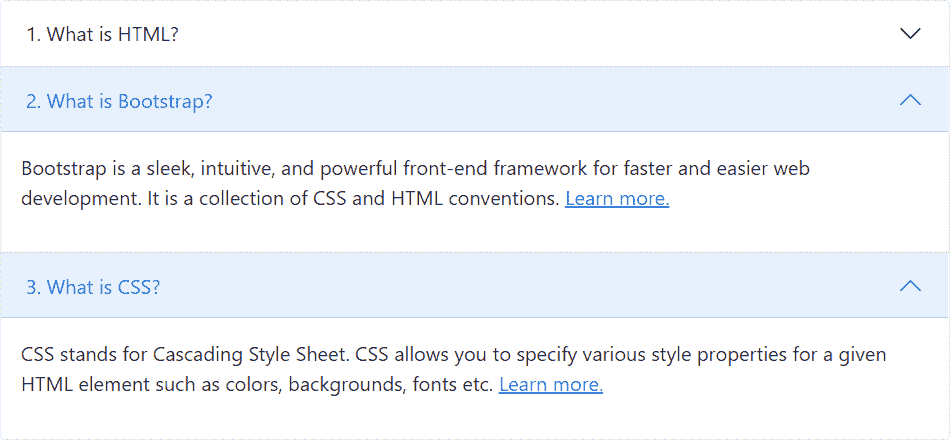 1. What is HTML?
2. What is Bootstrap?
Bootstrap is a sleek, intuitive, and powerful front-end framework for faster and easier web
development. It is a collection of CSS and HTML conventions. Learn more.
3. What is CSS?
CSS stands for Cascading Style Sheet. CSS allows you to specify various style properties for a given
HTML element such as colors, backgrounds, fonts etc. Learn more.